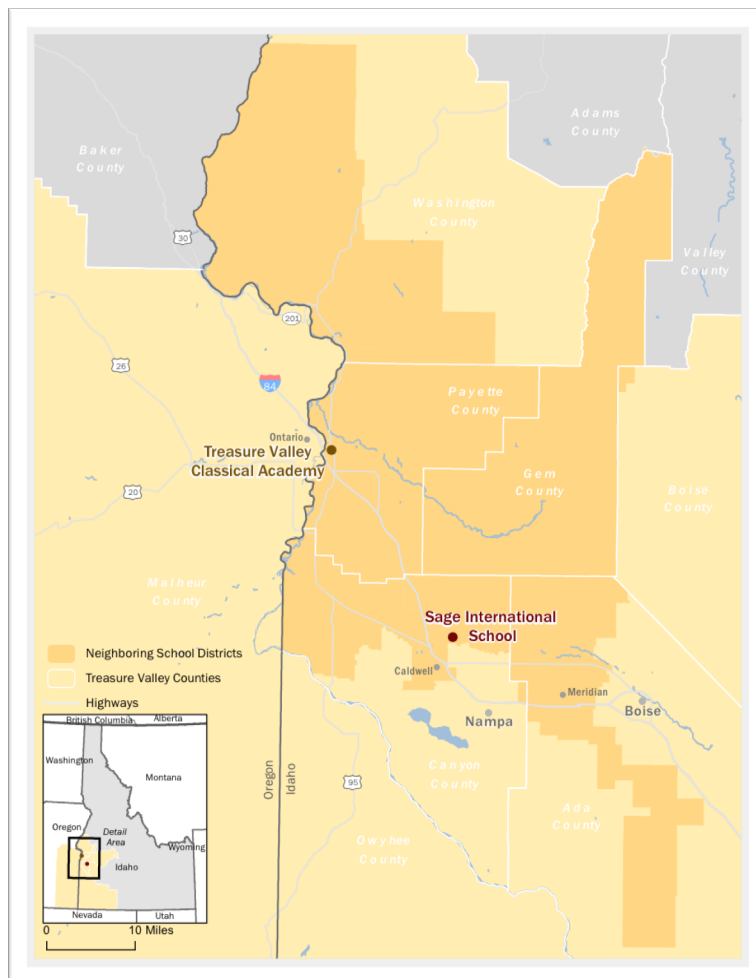 Adams
County
Baker
County
Washington
County
30
Valley
County
201
26
84
Payette
County
Ontario
Treasure Valley
Classical Academy
Gem
County
20
Boise
County
Malheur
County
Sage International
School
Neighboring School Districts
Caldwell
Treasure Valley Counties
Meridian
Highways
Boise
Nampa
British Columbia
Alberta
Washington
Oregon
Idaho
Canyon
County
95
Montana
Ada
County
Oregon
Detail
Area
Owyhee
County
Wyoming
Idaho
Nevada
Utah
0
10 Miles